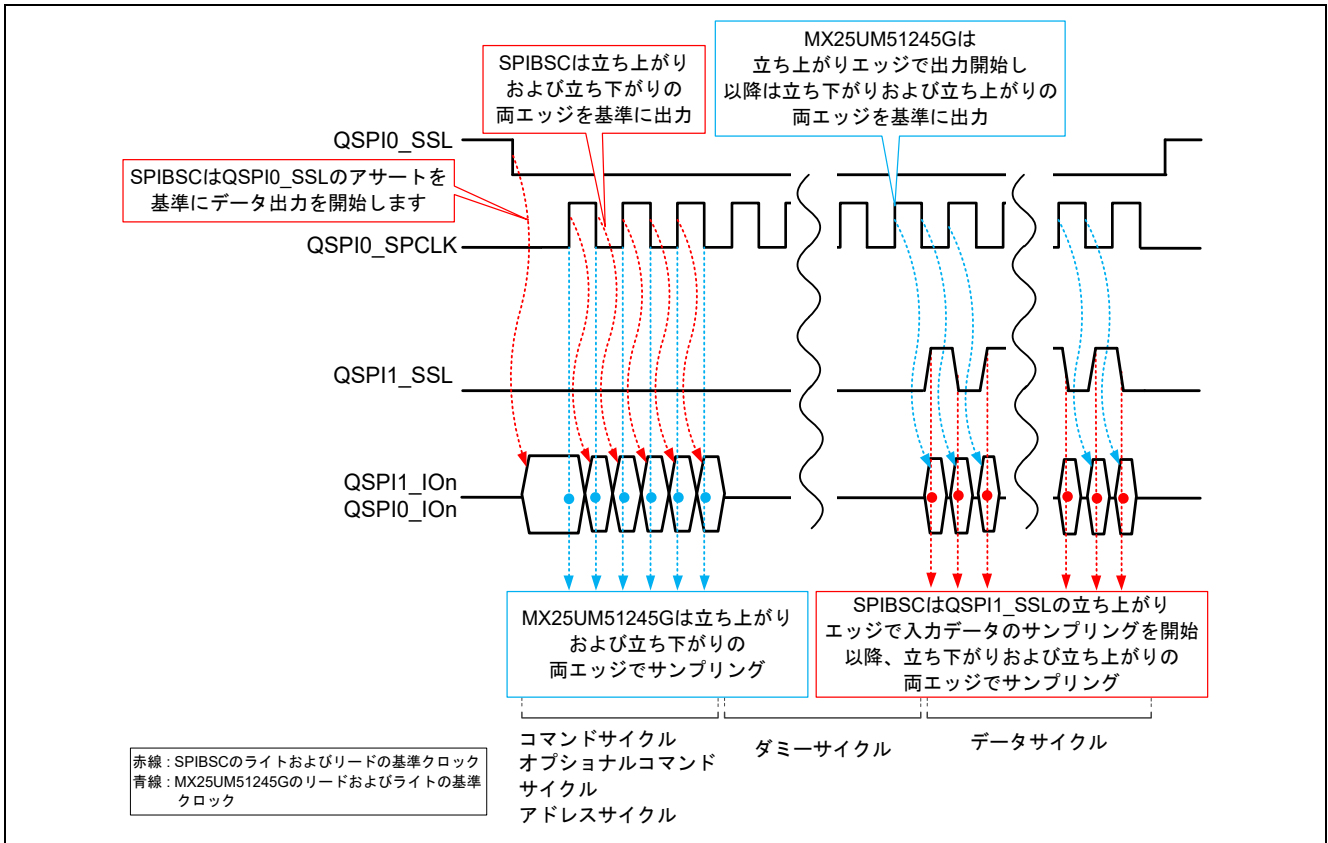 MX25UM51245Gは
立ち上がりエッジで出力開始し
以降は立ち下がりおよび立ち上がりの
両エッジを基準に出力
SPIBSCは立ち上がり
および立ち下がりの
両エッジを基準に出力
QSPI0_SSL
SPIBSCはQSPI0_SSLのアサートを
基準にデータ出力を開始します
QSPI0_SPCLK
QSPI1_SSL
QSPI1_IOn
QSPI0_IOn
MX25UM51245Gは立ち上がり
および立ち下がりの
両エッジでサンプリング
SPIBSCはQSPI1_SSLの立ち上がり
エッジで入力データのサンプリングを開始
以降、立ち下がりおよび立ち上がりの
両エッジでサンプリング
コマンドサイクル
オプショナルコマンド
サイクル
アドレスサイクル
ダミーサイクル
データサイクル
赤線 : SPIBSCのライトおよびリードの基準クロック
青線 : MX25UM51245Gのリードおよびライトの基準
クロック